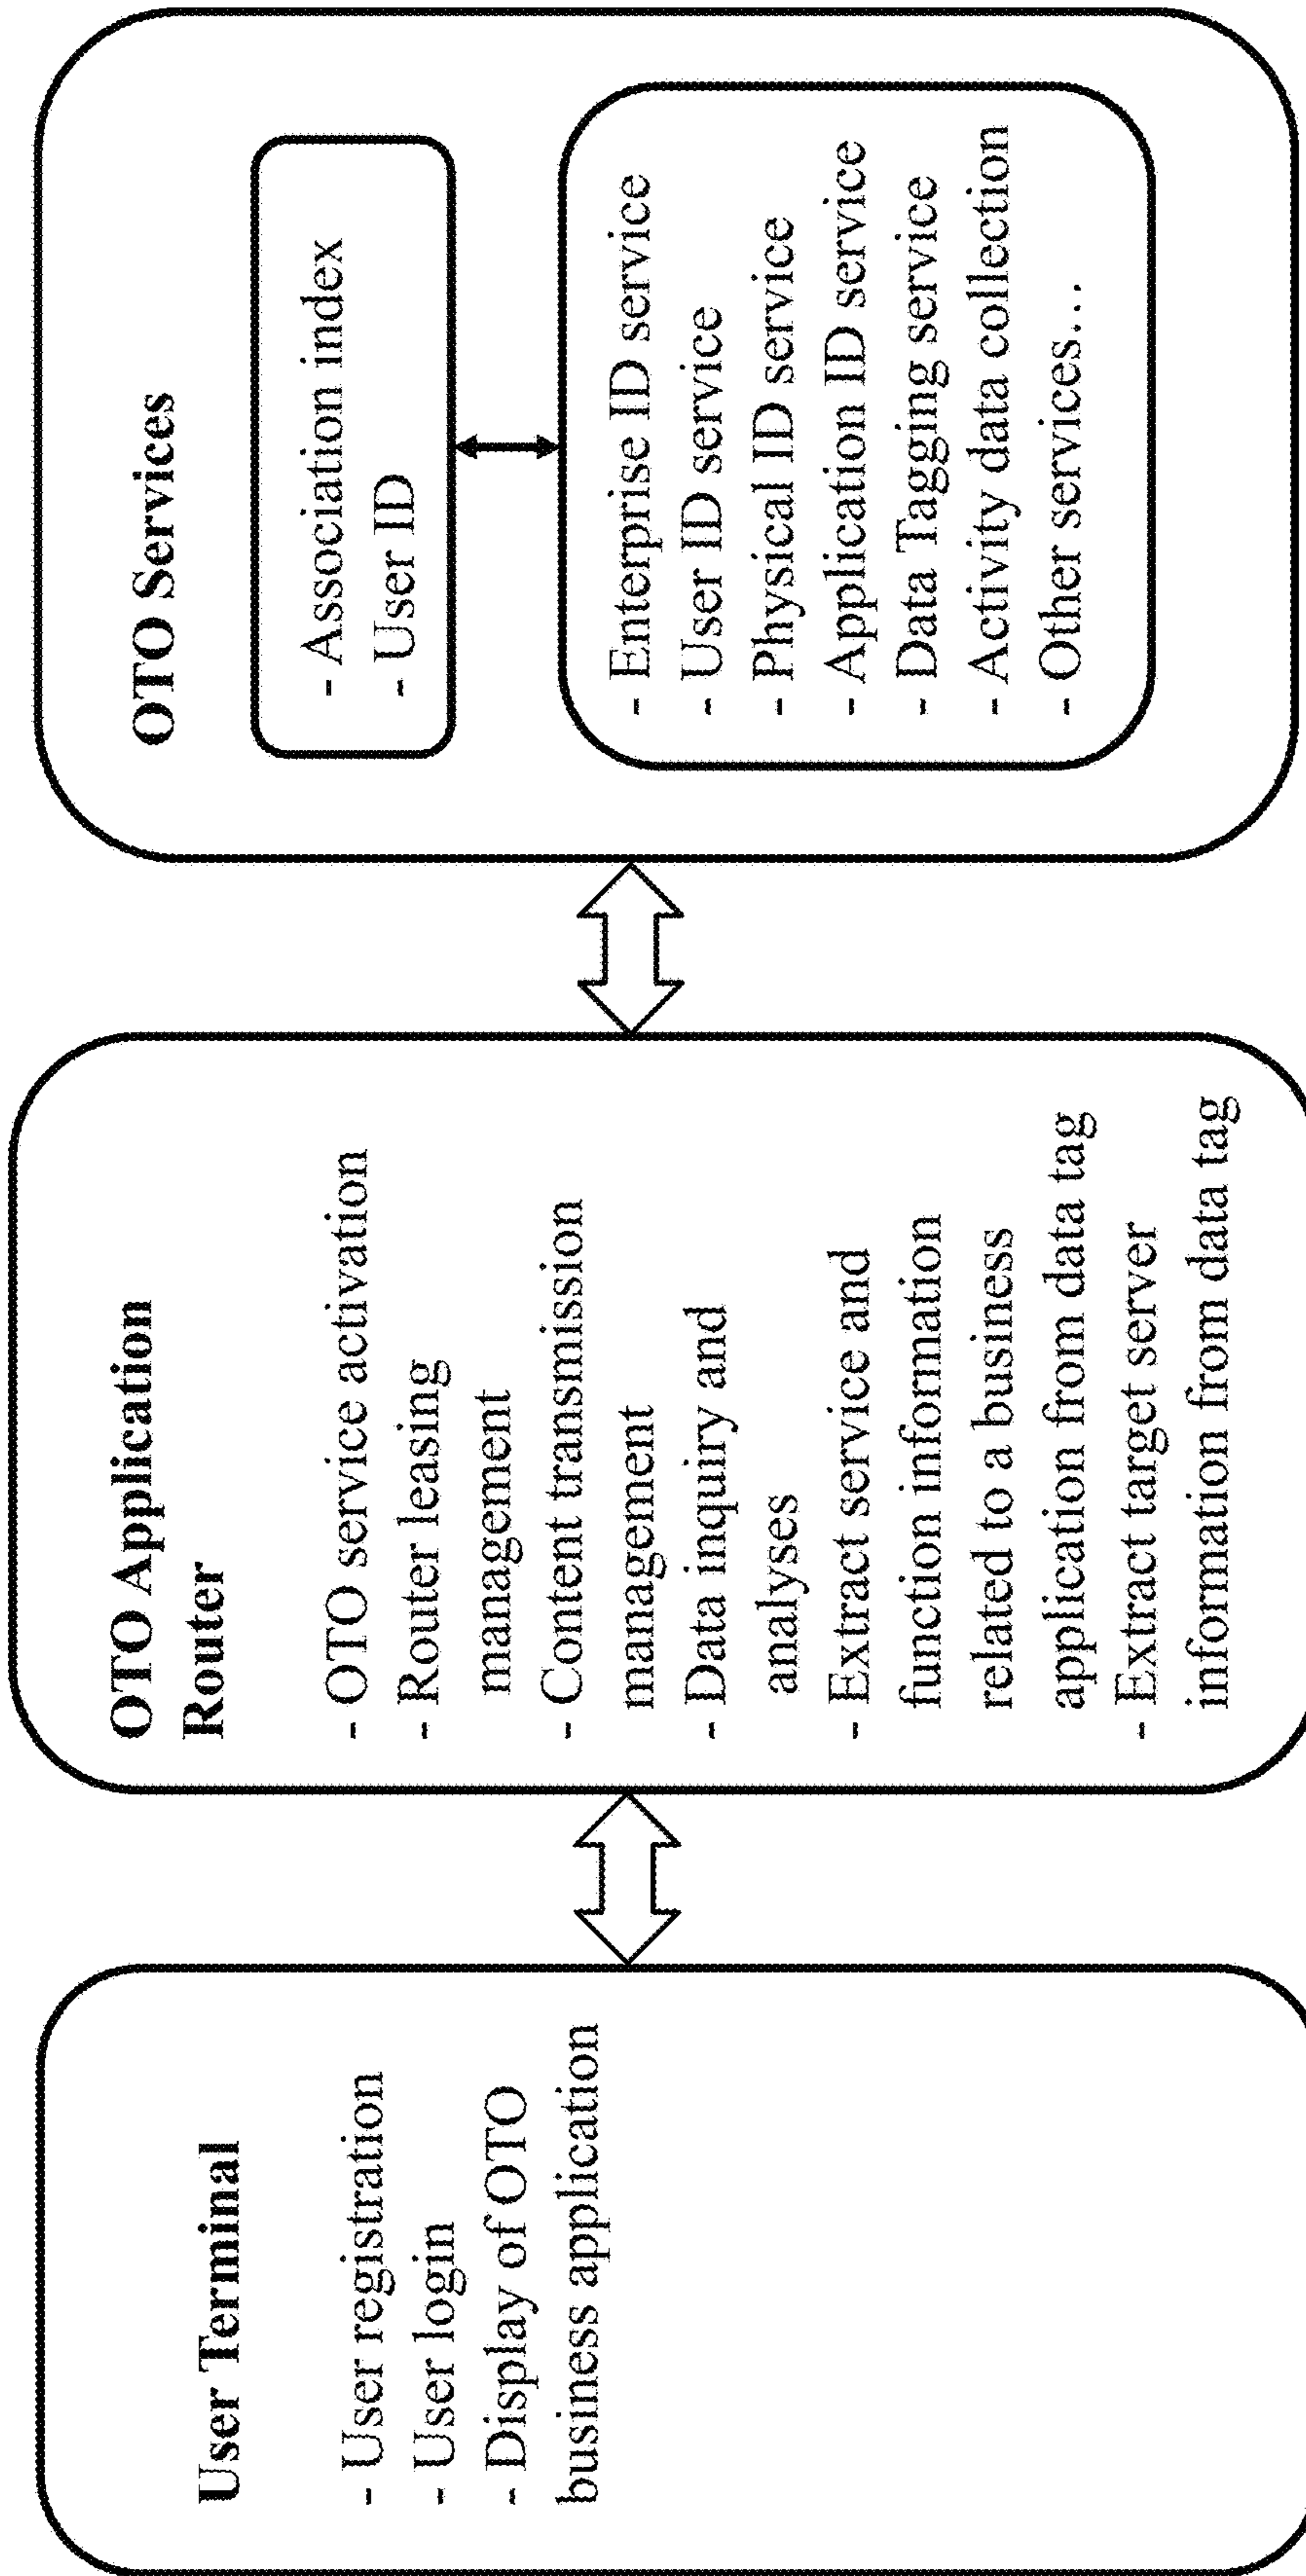 User Terminal
- User registration
- User login
- Display of OTO
business application
OTO Application
Router
- OTO service activation
- Router leasing
management
- Content transmission
management
- Data inquiry and
analyses
- Extract service and
function information
related to a business
application from data tag
- Extract target server
information from data tag
OTO Services
- Association index
- User ID
- Enterprise ID service
- User ID service
- Physical ID service
- Application ID service
- Data Tagging service
- Activity data collection
- Other services…